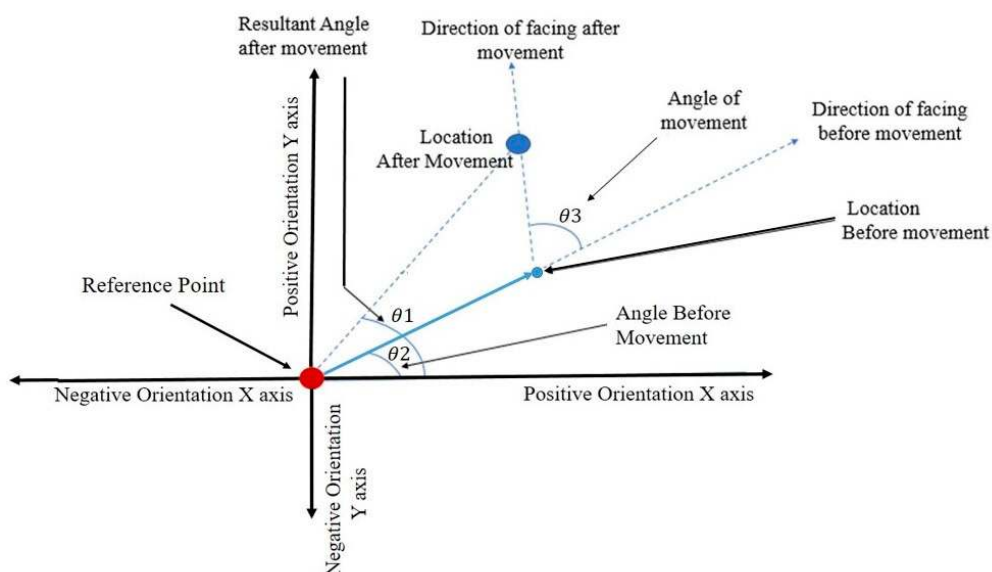 Resultant Angle
after movement
Direction of facing after
movement
Angle of
movement
Direction of facing
before movement
Location
After Movement
Positive Orientation Y axis
θ3
Location
Before movement
Reference Point
θ1
Angle Before
Movement
θ2
Negative Orientation X axis
Positive Orientation X axis
Negative Orientation
Y axis